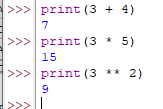 >>> print(3 + 4)
7
>>> print(3 * 5)
15
>>> print(3 ** 2)
9
>>>